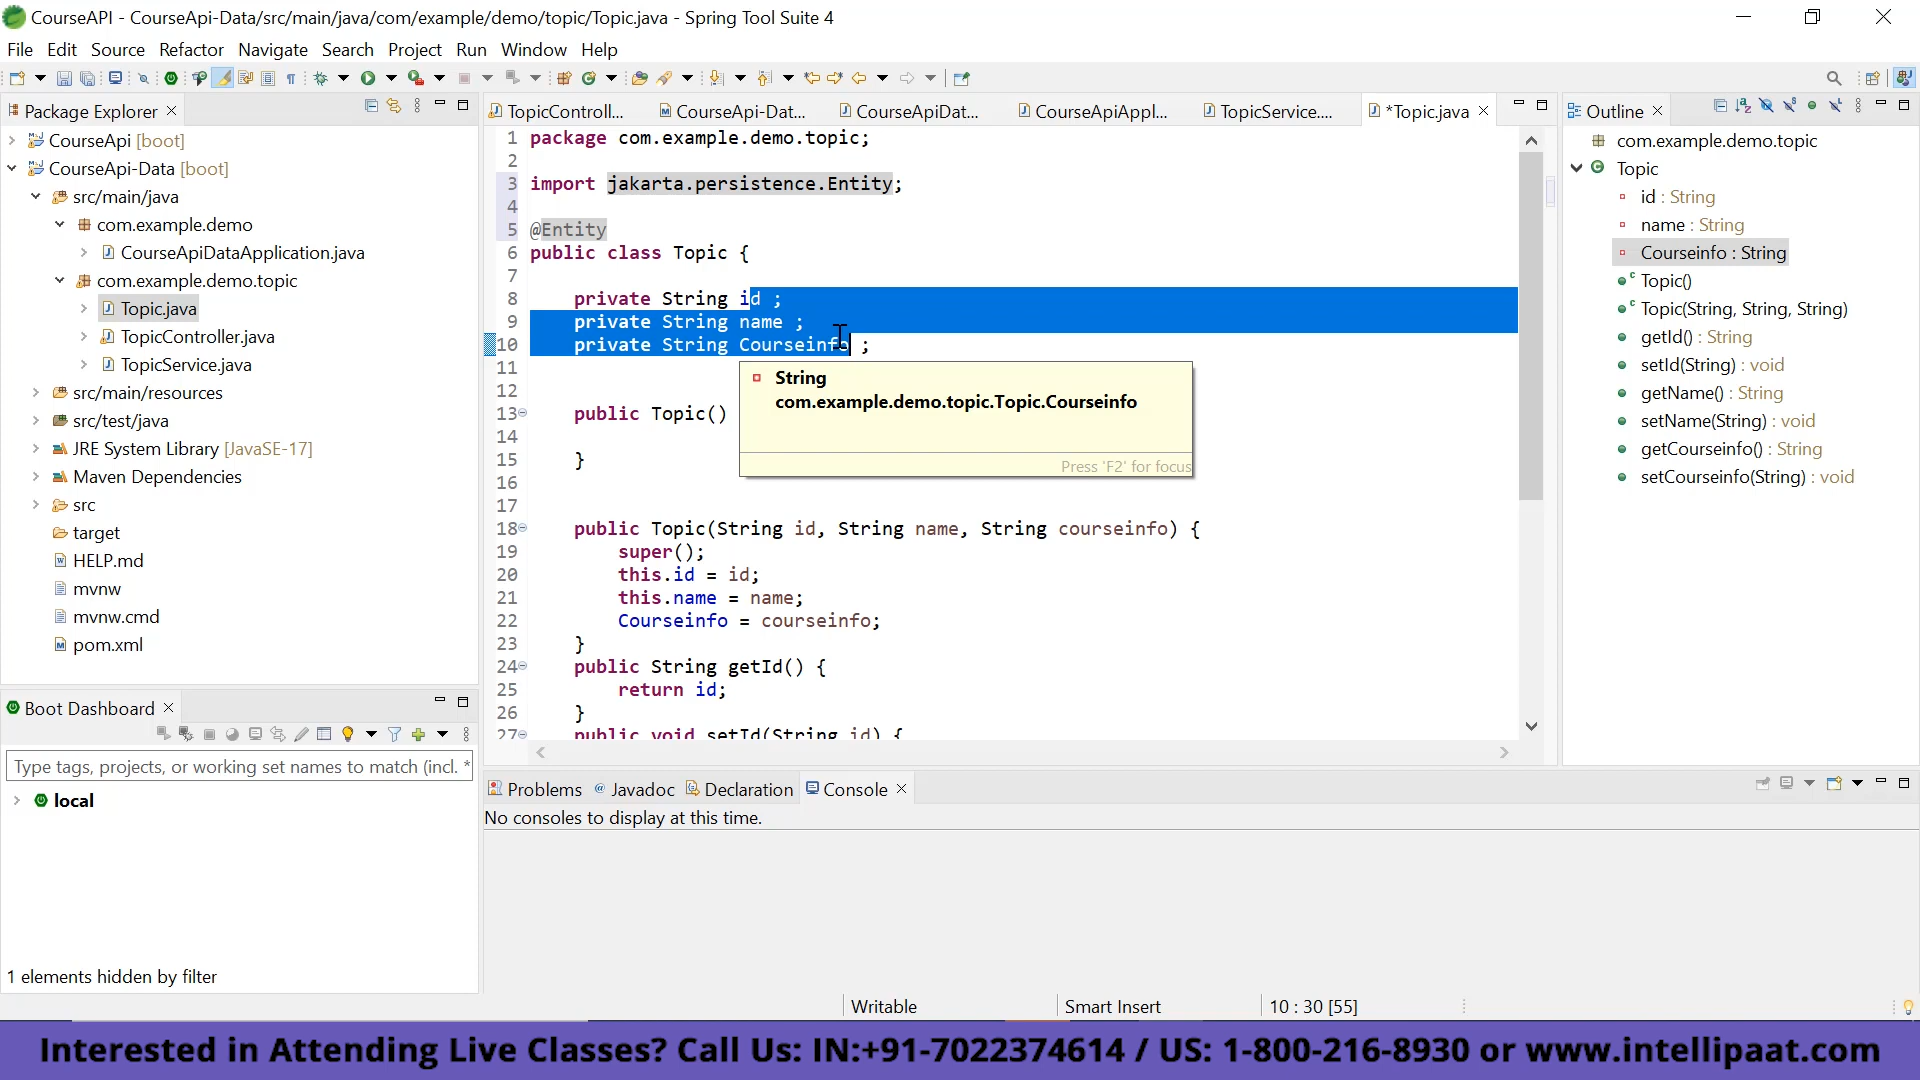 CourseAPI - CourseApi-Data/src/main/java/com/example/demo/topic/Topic.java - Spring Tool Suite 4
File Edit Source Refactor Navigate Search Project Run Window Help
Package Explorer
CourseApi [boot]
CourseApi-Data [boot]
src/main/java
com.example.demo
CourseApiDataApplication.java
com.example.demo.topic
Topic.java
TopicController.java
TopicService.java
src/main/resources
src/test/java
JRE System Library [JavaSE-17]
Maven Dependencies
src
target
HELP.md
mvnw
mvnw.cmd
pom.xml
Boot Dashboard
Type tags, projects, or working set names to match (incl. *
local
1 elements hidden by filter
TopicControll... CourseApi-Dat... CourseApiDat... CourseApiAppl... TopicService.... *Topic.java
1 package com.example.demo.topic;
2
3 import jakarta.persistence.Entity;
4
5 @Entity
6 public class Topic {
7
8 private String id ;
9 private String name ;
10 private String Courseinfo ;
11
12
13 public Topic()
14
15 }
16
17
18 public Topic(String id, String name, String courseinfo) {
19 super();
20 this.id = id;
21 this.name = name;
22 Courseinfo = courseinfo;
23 }
24 public String getId() {
25 return id;
26 }
27 public void setId(String id) {
String
com.example.demo.topic.Topic.Courseinfo
Press 'F2' for focus
Outline
com.example.demo.topic
Topic
id : String
name : String
Courseinfo : String
Topic()
Topic(String, String, String)
getId() : String
setId(String) : void
getName() : String
setName(String) : void
getCourseinfo() : String
setCourseinfo(String) : void
Problems Javadoc Declaration Console
No consoles to display at this time.
Writable Smart Insert 10 : 30 [55]
Interested in Attending Live Classes? Call Us: IN:+91-7022374614 / US: 1-800-216-8930 or www.intellipaat.com